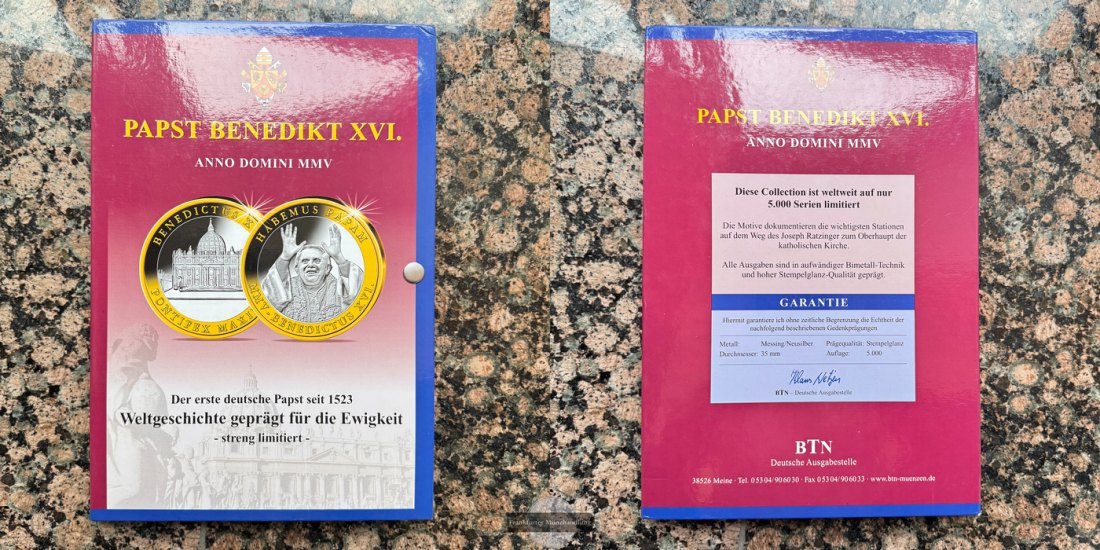 PAPST BENEDIKT XVI.
ANNO DOMINI MMV
BENEDICTUS X
PONTIFEX MAXI
HABEMUS PAPAM
MMV · BENEDICTUS XVI.
Der erste deutsche Papst seit 1523
Weltgeschichte geprägt für die Ewigkeit
- streng limitiert -
PAPST BENEDIKT XVI.
ANNO DOMINI MMV
Diese Collection ist weltweit auf nur
5.000 Serien limitiert
Die Motive dokumentieren die wichtigsten Stationen
auf dem Weg des Joseph Ratzinger zum Oberhaupt der
katholischen Kirche.
Alle Ausgaben sind in aufwändiger Bimetall-Technik
und hoher Stempelglanz-Qualität geprägt.
GARANTIE
Hiermit garantiere ich ohne zeitliche Begrenzung die Echtheit der
nachfolgend beschriebenen Gedenkprägungen
Metall: Messing/Neusilber Prägequalität: Stempelglanz
Durchmesser: 35 mm Auflage: 5.000
BTN – Deutsche Ausgabestelle
BTN
Deutsche Ausgabestelle
38526 Meine · Tel. 0 53 04/90 60 30 · Fax 0 53 04/90 60 33 · www.btn-muenzen.de
Frankfurter Münzhandlung